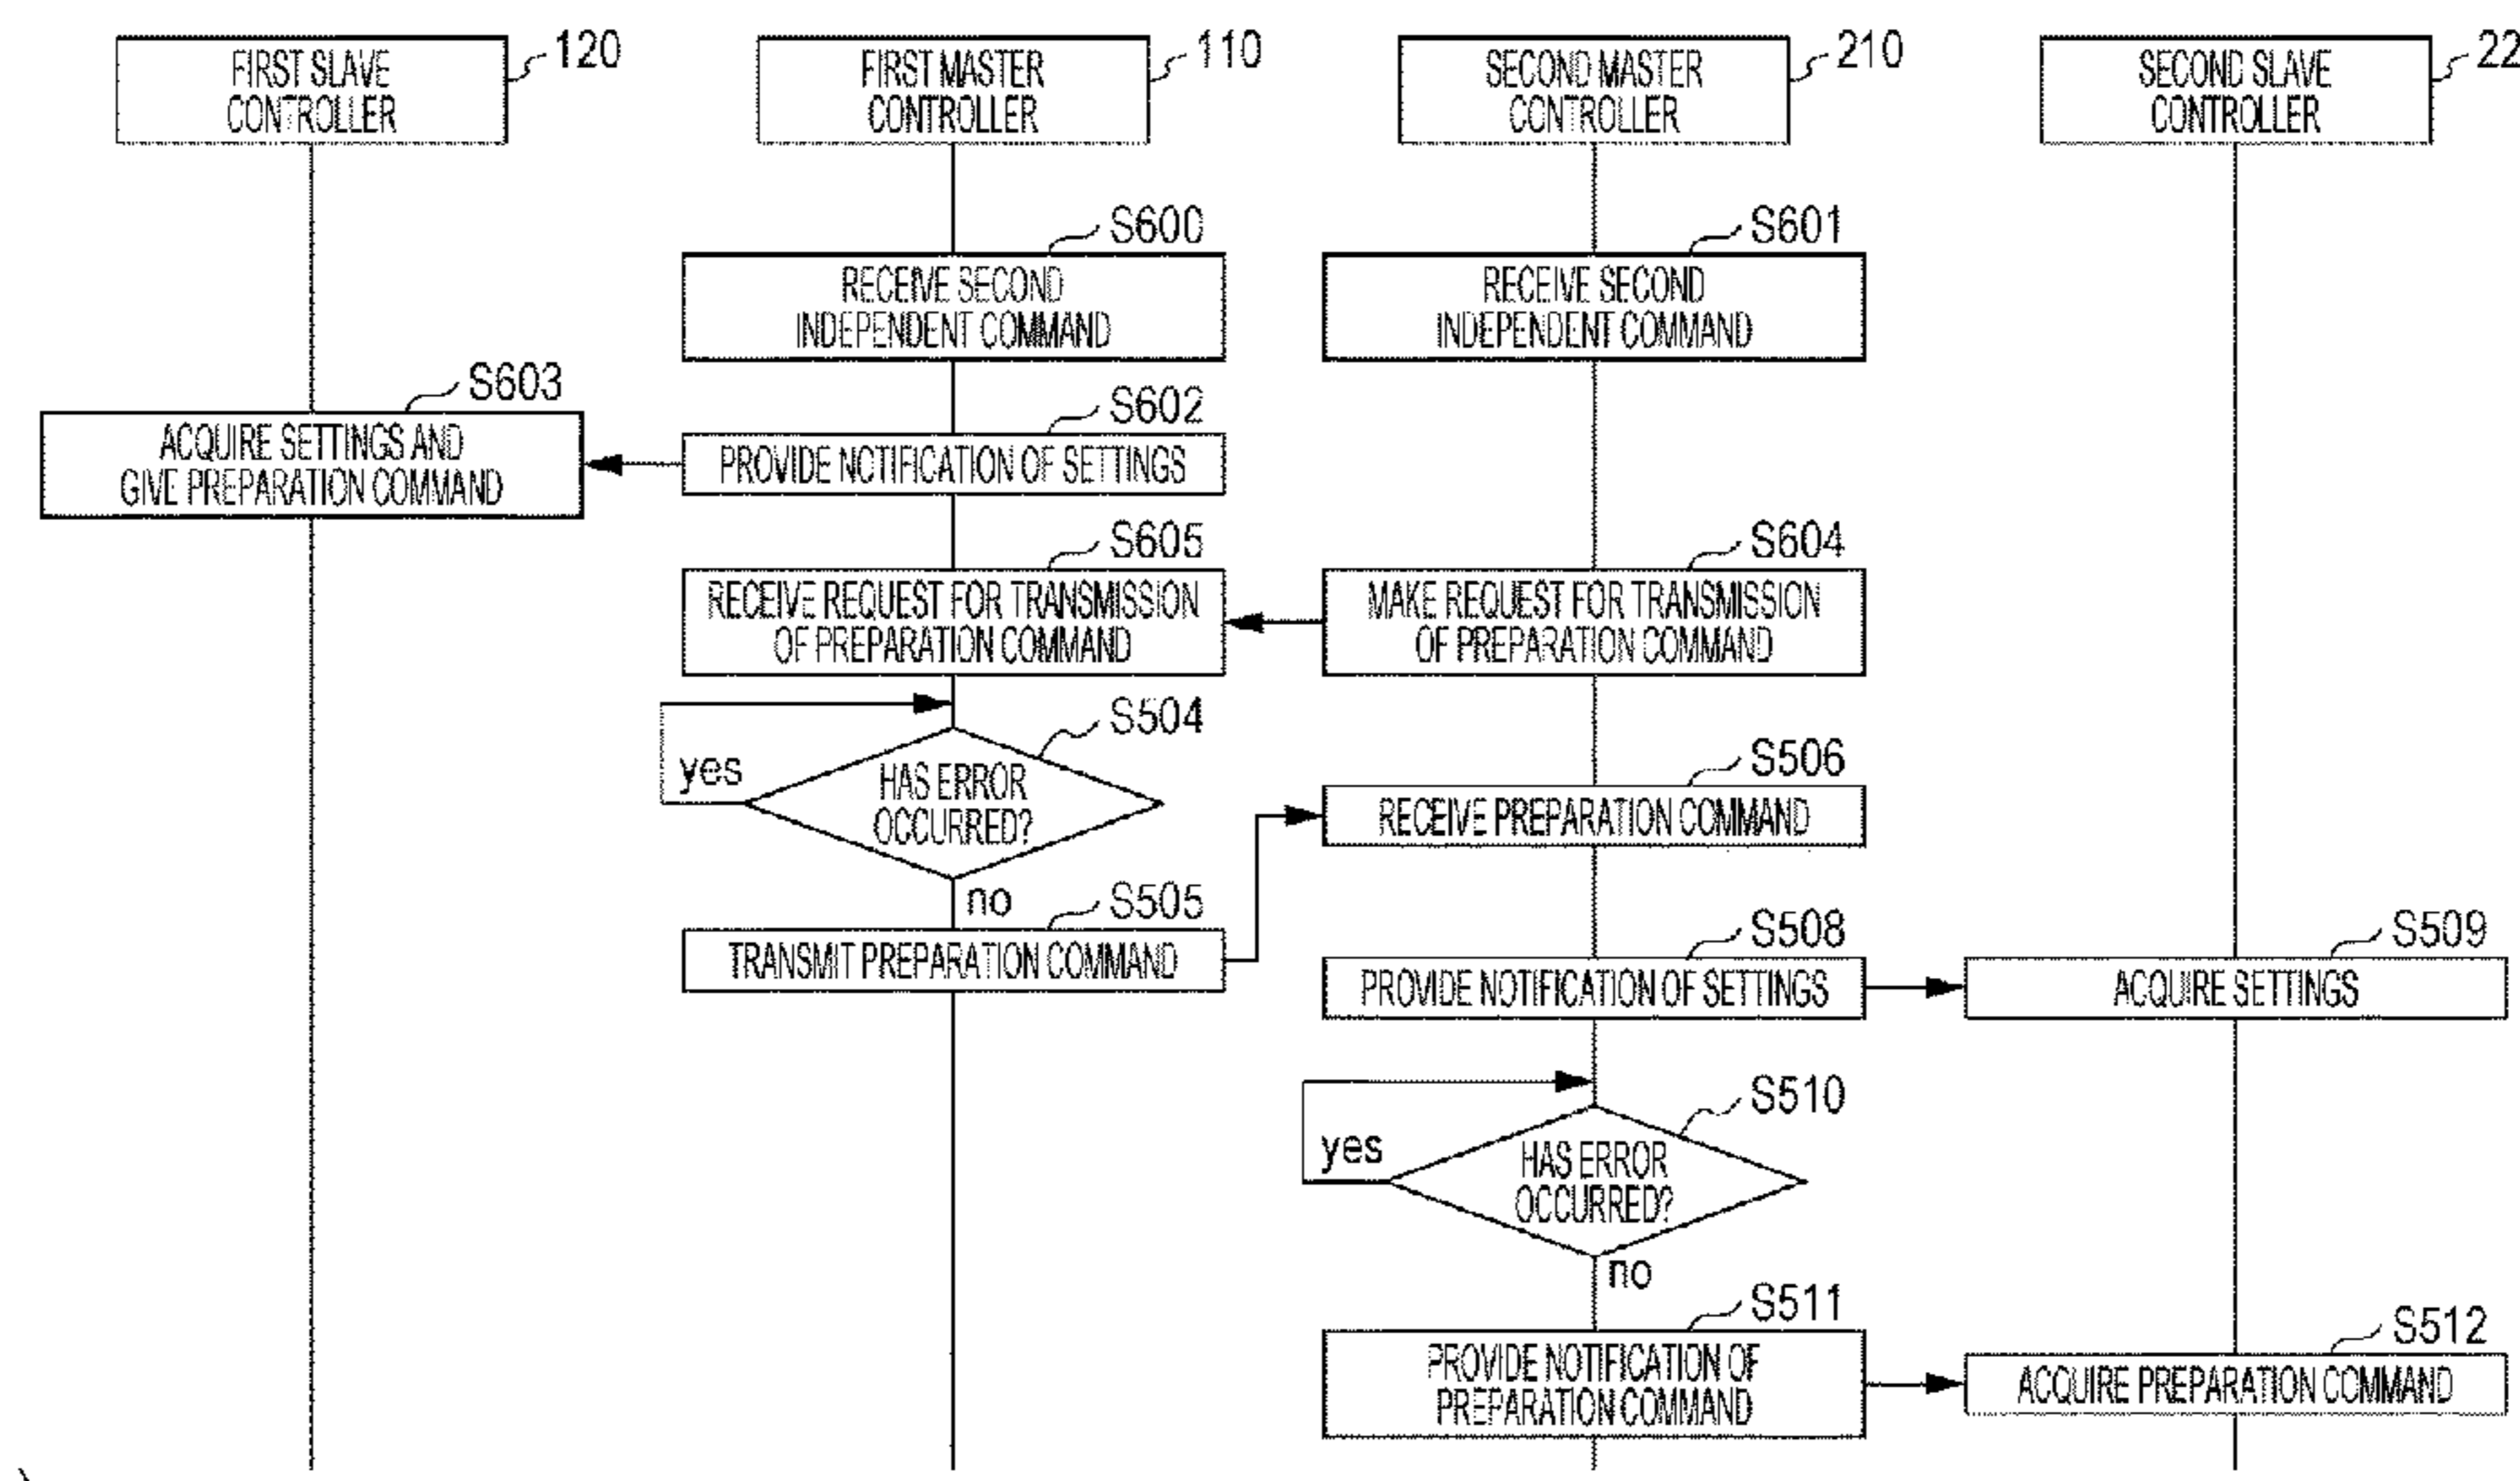 FIRST SLAVE
CONTROLLER
120
FIRST MASTER
CONTROLLER
110
SECOND MASTER
CONTROLLER
210
SECOND SLAVE
CONTROLLER
22
S600
RECEIVE SECOND
INDEPENDENT COMMAND
S601
RECEIVE SECOND
INDEPENDENT COMMAND
S603
ACQUIRE SETTINGS AND
GIVE PREPARATION COMMAND
S602
PROVIDE NOTIFICATION OF SETTINGS
S605
RECEIVE REQUEST FOR TRANSMISSION
OF PREPARATION COMMAND
S604
MAKE REQUEST FOR TRANSMISSION
OF PREPARATION COMMAND
S504
yes
HAS ERROR
OCCURRED?
no
S506
RECEIVE PREPARATION COMMAND
S505
TRANSMIT PREPARATION COMMAND
S508
PROVIDE NOTIFICATION OF SETTINGS
S509
ACQUIRE SETTINGS
S510
yes
HAS ERROR
OCCURRED?
no
S511
PROVIDE NOTIFICATION OF
PREPARATION COMMAND
S512
ACQUIRE PREPARATION COMMAND